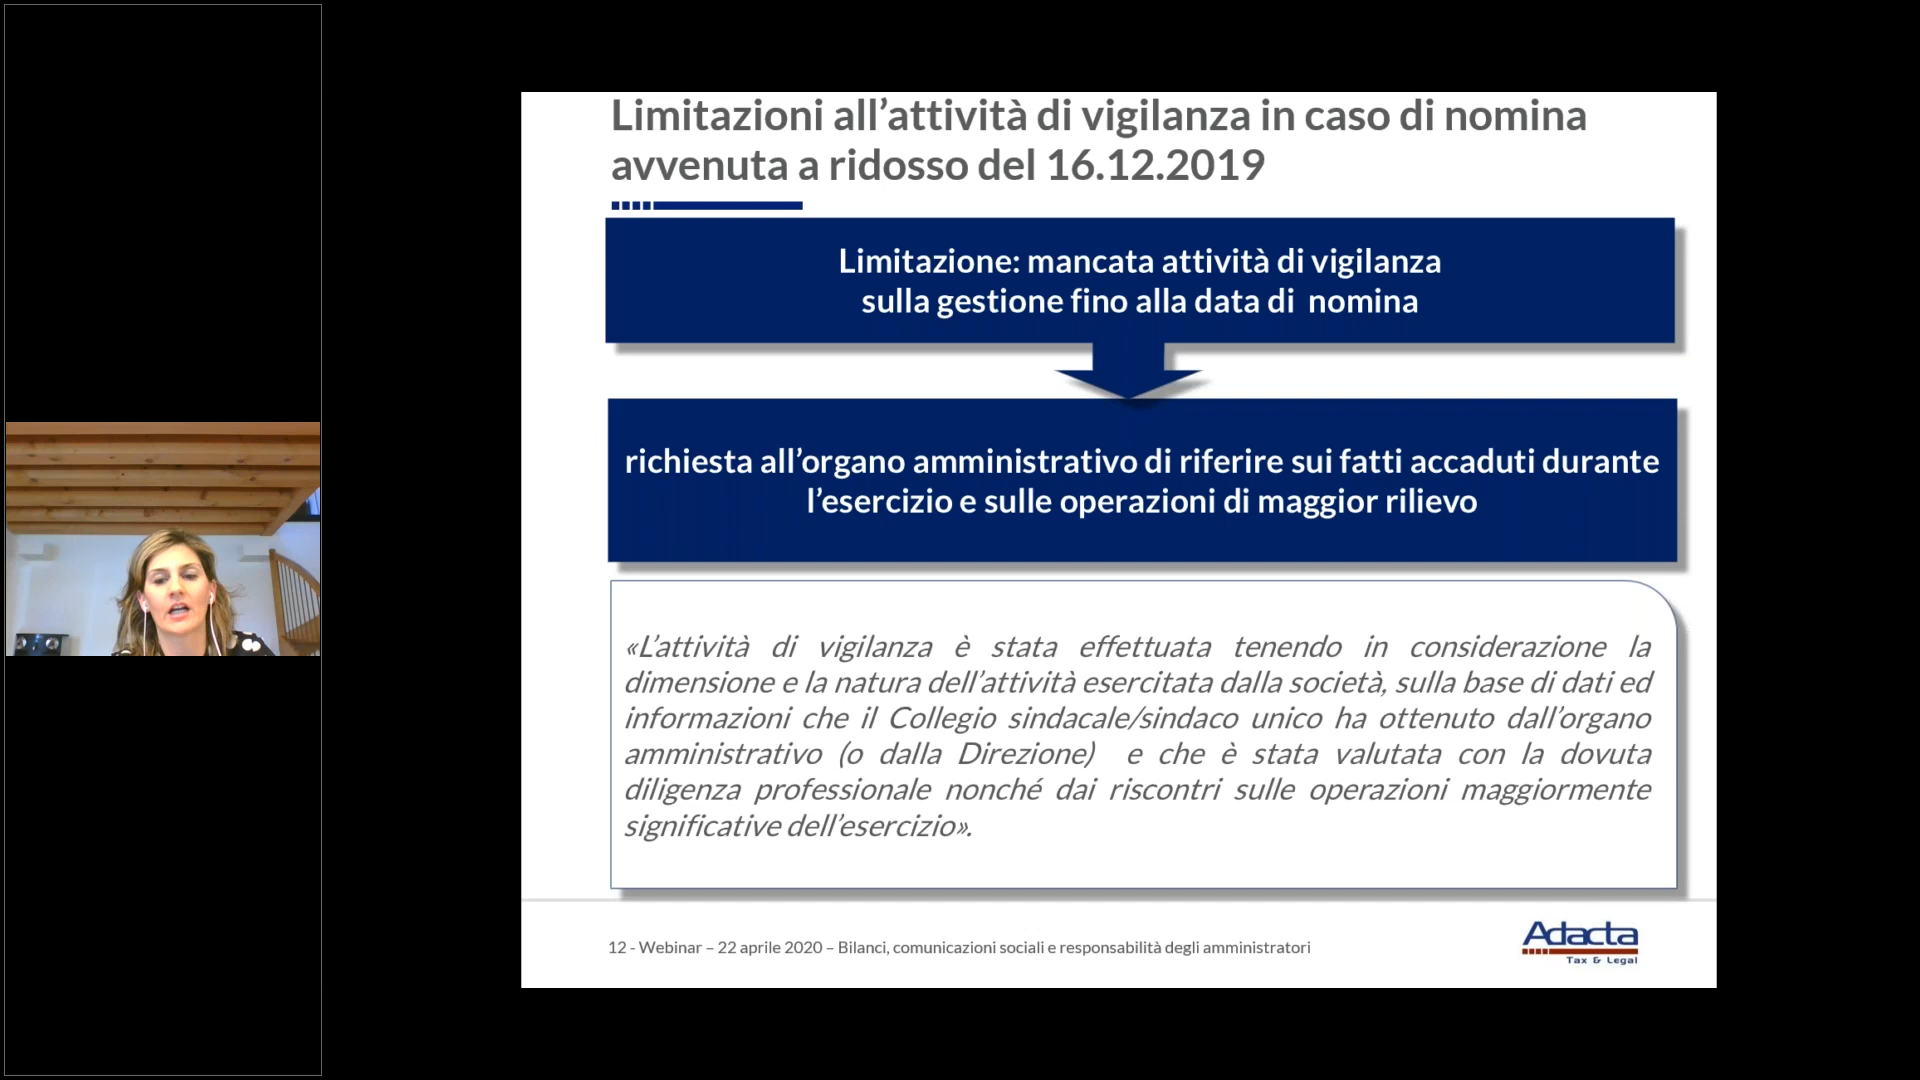 Limitazioni all’attività di vigilanza in caso di nomina
avvenuta a ridosso del 16.12.2019
Limitazione: mancata attività di vigilanza
sulla gestione fino alla data di  nomina
richiesta all’organo amministrativo di riferire sui fatti accaduti durante
l’esercizio e sulle operazioni di maggior rilievo
«L’attività di vigilanza è stata effettuata tenendo in considerazione la
dimensione e la natura dell’attività esercitata dalla società, sulla base di dati ed
informazioni che il Collegio sindacale/sindaco unico ha ottenuto dall’organo
amministrativo (o dalla Direzione)  e che è stata valutata con la dovuta
diligenza professionale nonché dai riscontri sulle operazioni maggiormente
significative dell’esercizio».
12 - Webinar – 22 aprile 2020 – Bilanci, comunicazioni sociali e responsabilità degli amministratori
Adacta
Tax & Legal